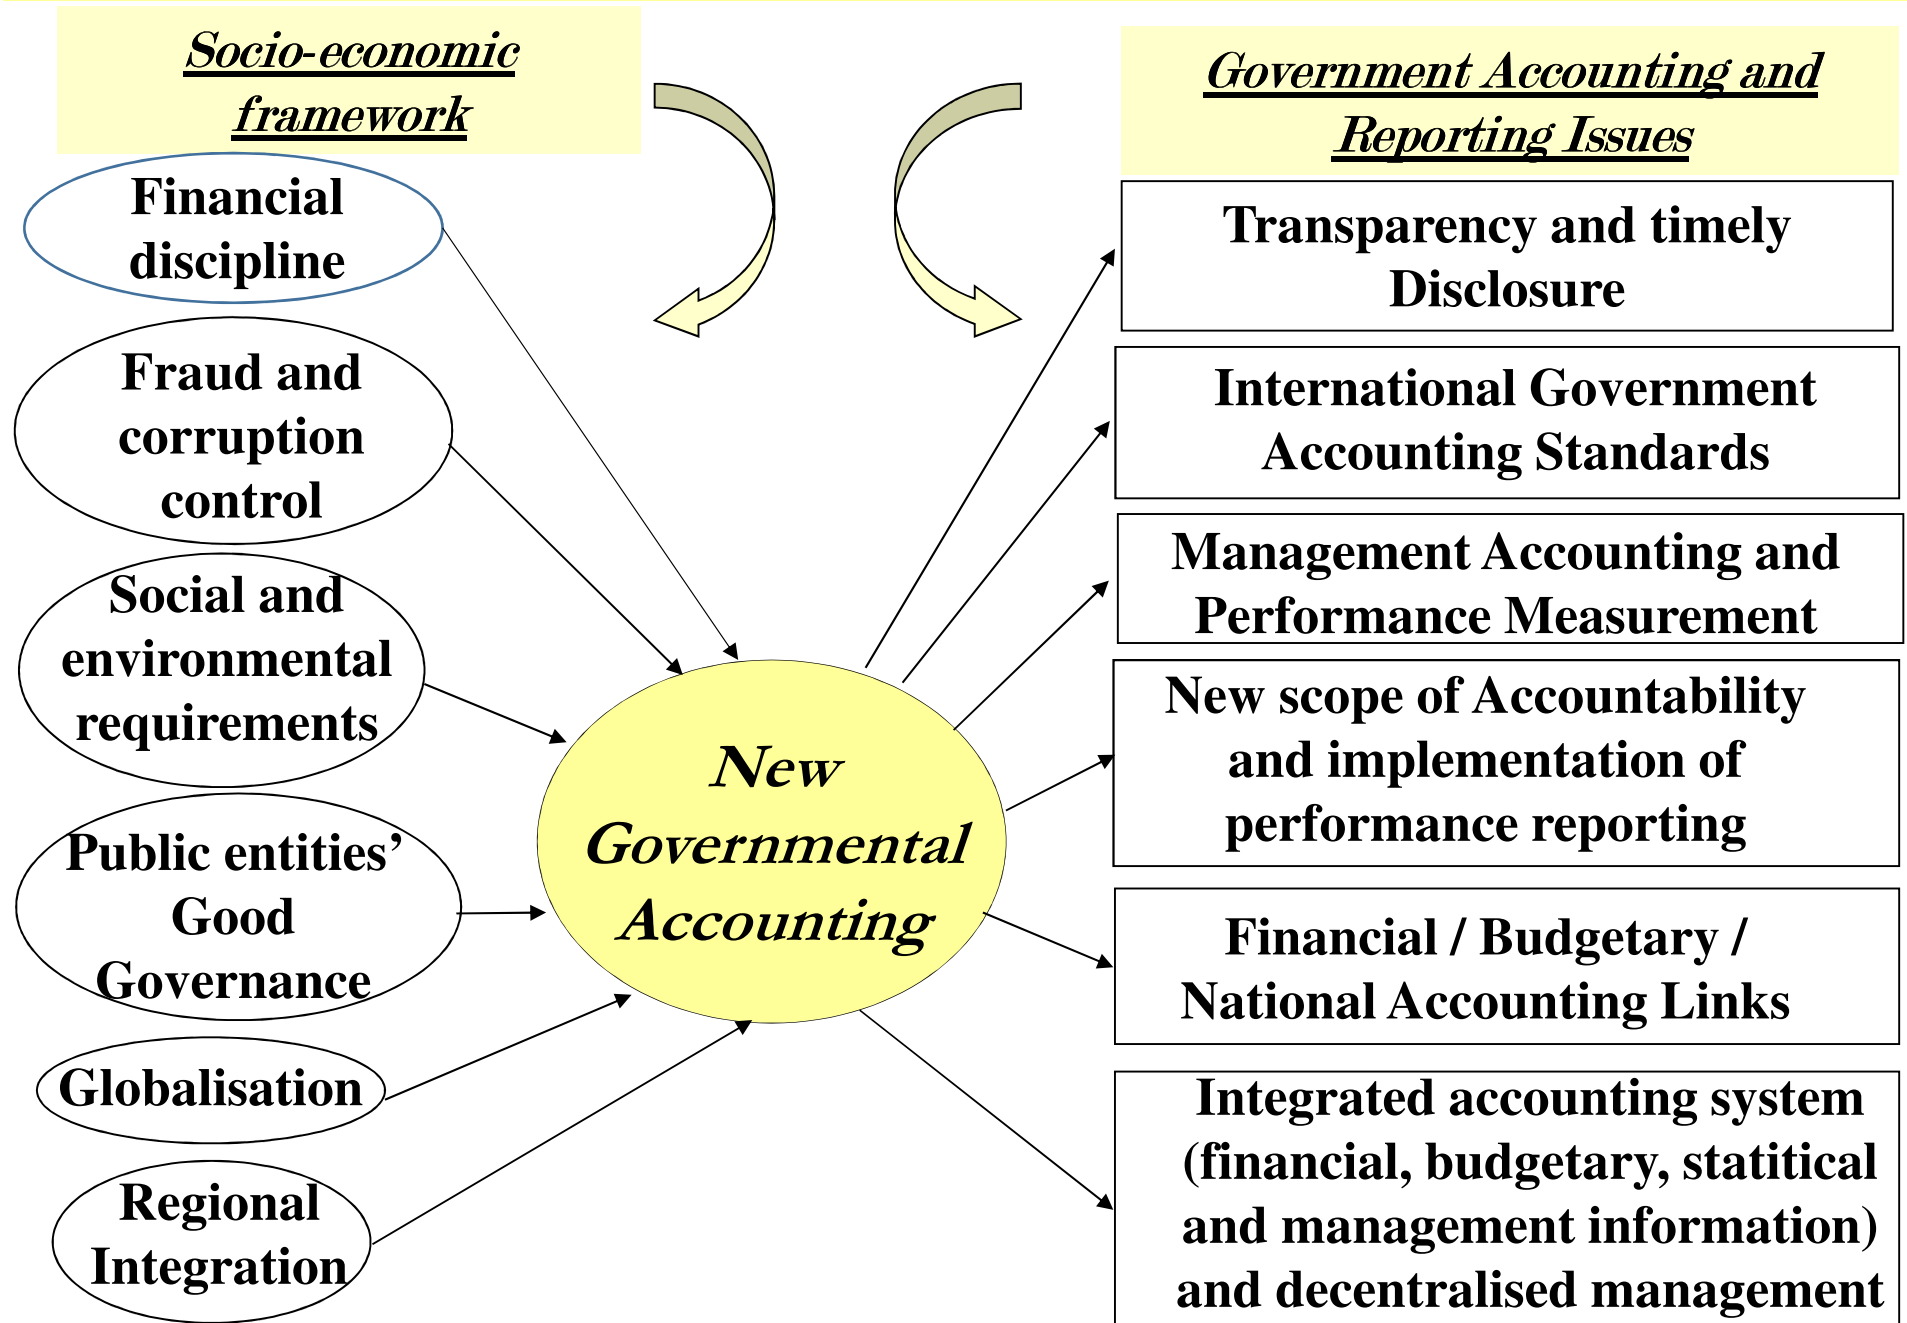 Socio-economic
framework
Financial
discipline
Fraud and
corruption
control
Social and
environmental
requirements
Public entities’
Good
Governance
Globalisation
Regional
Integration
New
Governmental
Accounting
Government Accounting and
Reporting Issues
Transparency and timely
Disclosure
International Government
Accounting Standards
Management Accounting and
Performance Measurement
New scope of Accountability
and implementation of
performance reporting
Financial / Budgetary /
National Accounting Links
Integrated accounting system
(financial, budgetary, statitical
and management information)
and decentralised management